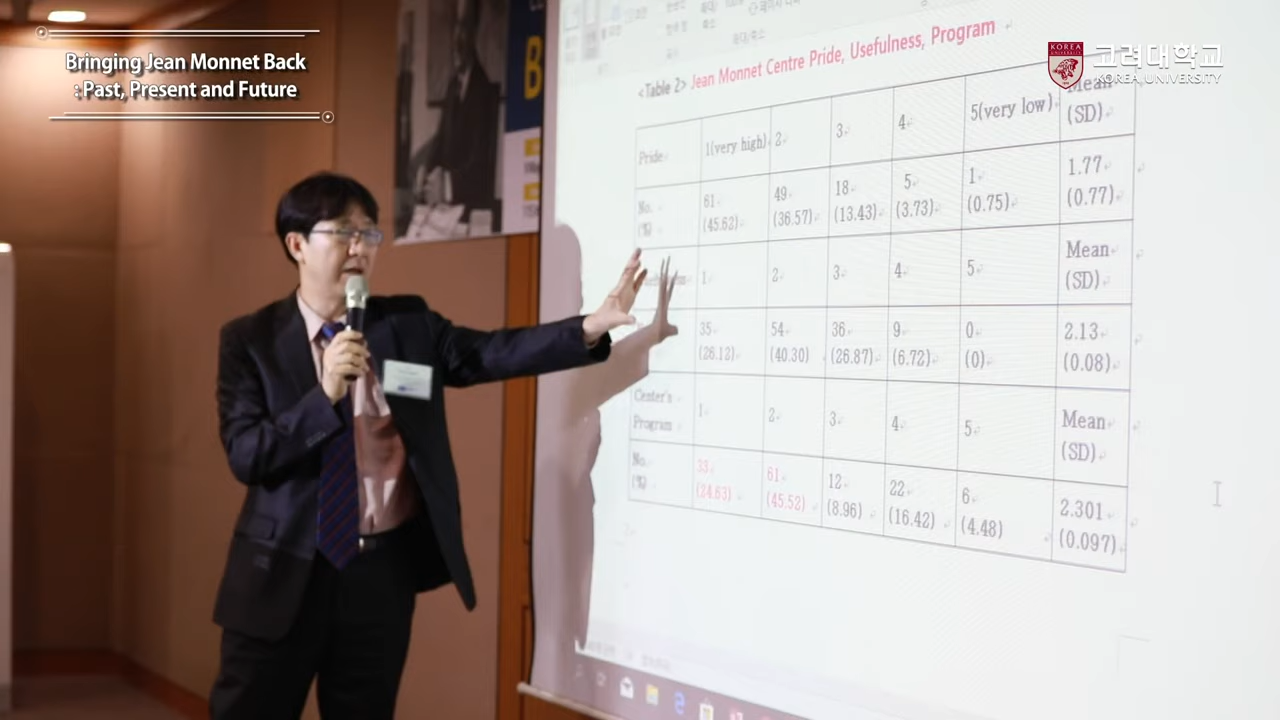 Bringing Jean Monnet Back
: Past, Present and Future
KOREA
UNIVERSITY
고려대학교
KOREA UNIVERSITY
B
<Table 2> Jean Monnet Centre Pride, Usefulness, Program
Pride 1(very high) 2 3 4 5(very low) Mean (SD)
No. (%) 61 (45.62) 49 (36.57) 18 (13.43) 5 (3.73) 1 (0.75) 1.77 (0.77)
1 2 3 4 5 Mean (SD)
35 (26.12) 54 (40.30) 36 (26.87) 9 (6.72) 0 (0) 2.13 (0.08)
Center's Program 1 2 3 4 5 Mean (SD)
No. (%) 33 (24.63) 61 (45.52) 12 (8.96) 22 (16.42) 6 (4.48) 2.301 (0.097)